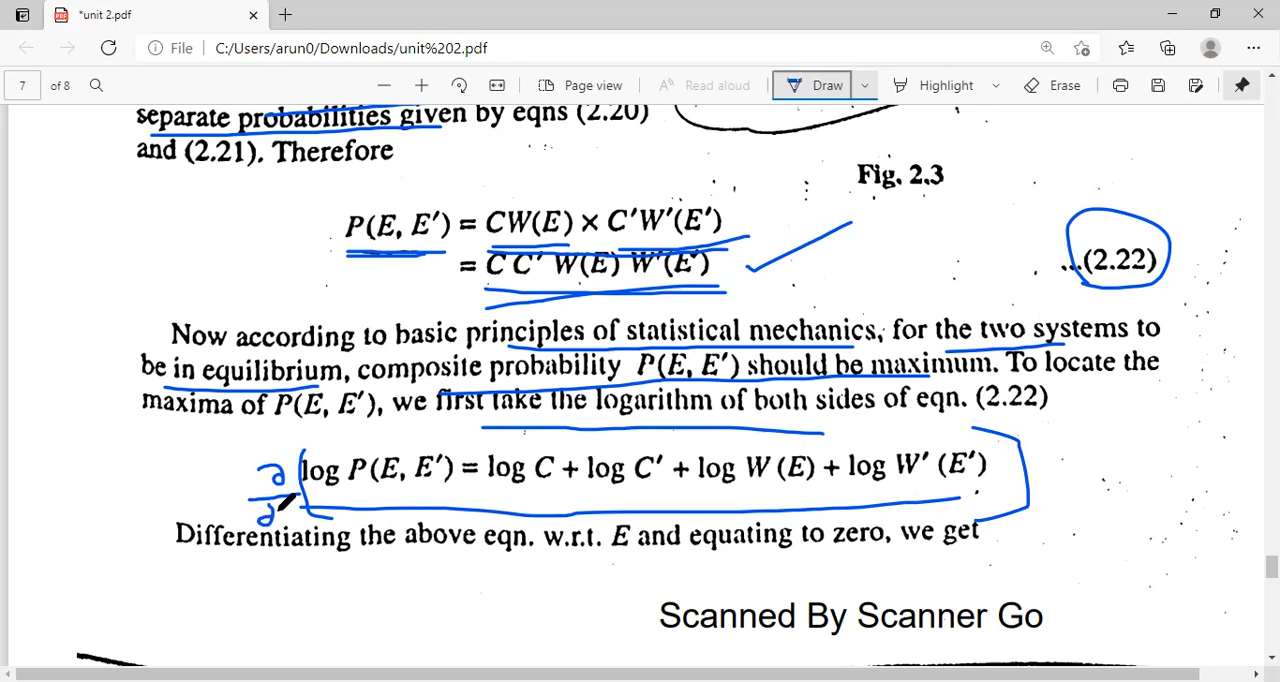 *unit 2.pdf
File C:/Users/arun0/Downloads/unit%202.pdf
7 of 8 Page view Read aloud Draw Highlight Erase
separate probabilities given by eqns (2.20)
and (2.21). Therefore
Fig. 2.3
P(E, E′) = CW(E) × C′W′(E′)
= C C′ W(E) W′(E′) ...(2.22)
Now according to basic principles of statistical mechanics, for the two systems to
be in equilibrium, composite probability P(E, E′) should be maximum. To locate the
maxima of P(E, E′), we first take the logarithm of both sides of eqn. (2.22)
∂ log P(E, E′) = log C + log C′ + log W (E) + log W′ (E′)
∂
Differentiating the above eqn. w.r.t. E and equating to zero, we get
Scanned By Scanner Go